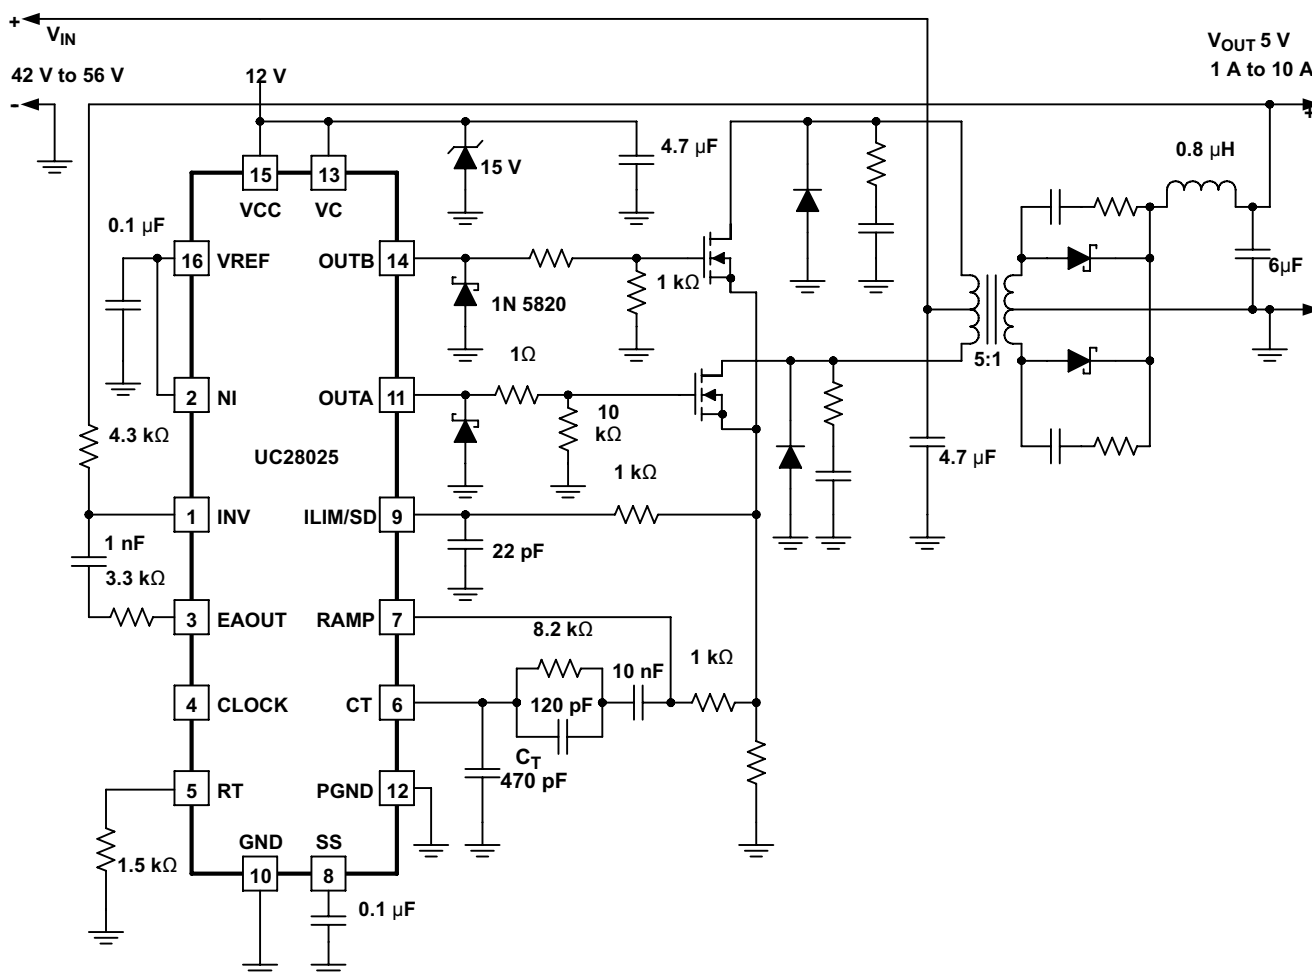 +
V_IN
42 V to 56 V
-
12 V
V_OUT 5 V
1 A to 10 A
+
15 V
4.7 µF
0.8 µH
15
13
VCC
VC
0.1 µF
16
VREF
OUTB
14
1N 5820
1 kΩ
6µF
1Ω
5:1
2
NI
OUTA
11
10
kΩ
4.3 kΩ
UC28025
4.7 µF
1 kΩ
1
INV
ILIM/SD
9
1 nF
22 pF
3.3 kΩ
3
EAOUT
RAMP
7
8.2 kΩ
1 kΩ
10 nF
4
CLOCK
CT
6
120 pF
C_T
470 pF
5
RT
PGND
12
GND
SS
1.5 kΩ
10
8
0.1 µF